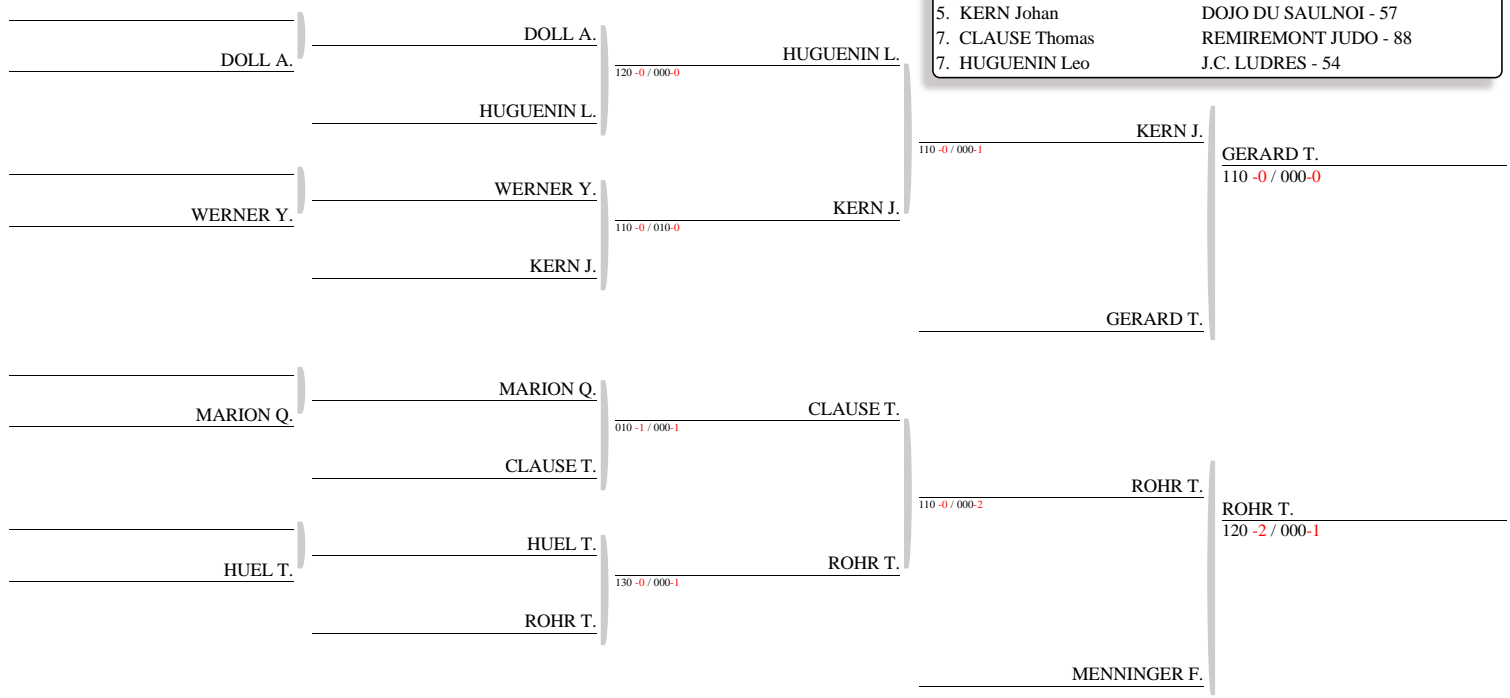 5. KERN Johan DOJO DU SAULNOI - 57
7. CLAUSE Thomas REMIREMONT JUDO - 88
7. HUGUENIN Leo J.C. LUDRES - 54
DOLL A.
DOLL A.
HUGUENIN L.
120 -0 / 000-0
HUGUENIN L.
WERNER Y.
WERNER Y.
KERN J.
110 -0 / 010-0
KERN J.
KERN J.
110 -0 / 000-1
GERARD T.
GERARD T.
110 -0 / 000-0
MARION Q.
MARION Q.
CLAUSE T.
010 -1 / 000-1
CLAUSE T.
HUEL T.
HUEL T.
ROHR T.
130 -0 / 000-1
ROHR T.
ROHR T.
110 -0 / 000-2
MENNINGER F.
ROHR T.
120 -2 / 000-1